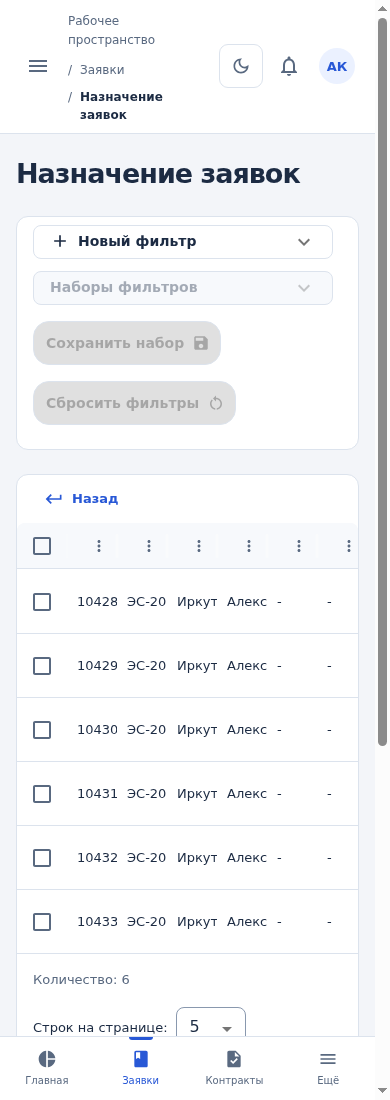 Рабочее
пространство
/ Заявки
/ Назначение
заявок
АК
Назначение заявок
Новый фильтр
Наборы фильтров
Сохранить набор
Сбросить фильтры
Назад
10428 ЭС-20 Иркут Алекс - -
10429 ЭС-20 Иркут Алекс - -
10430 ЭС-20 Иркут Алекс - -
10431 ЭС-20 Иркут Алекс - -
10432 ЭС-20 Иркут Алекс - -
10433 ЭС-20 Иркут Алекс - -
Количество: 6
Строк на странице: 5
Главная Заявки Контракты Ещё